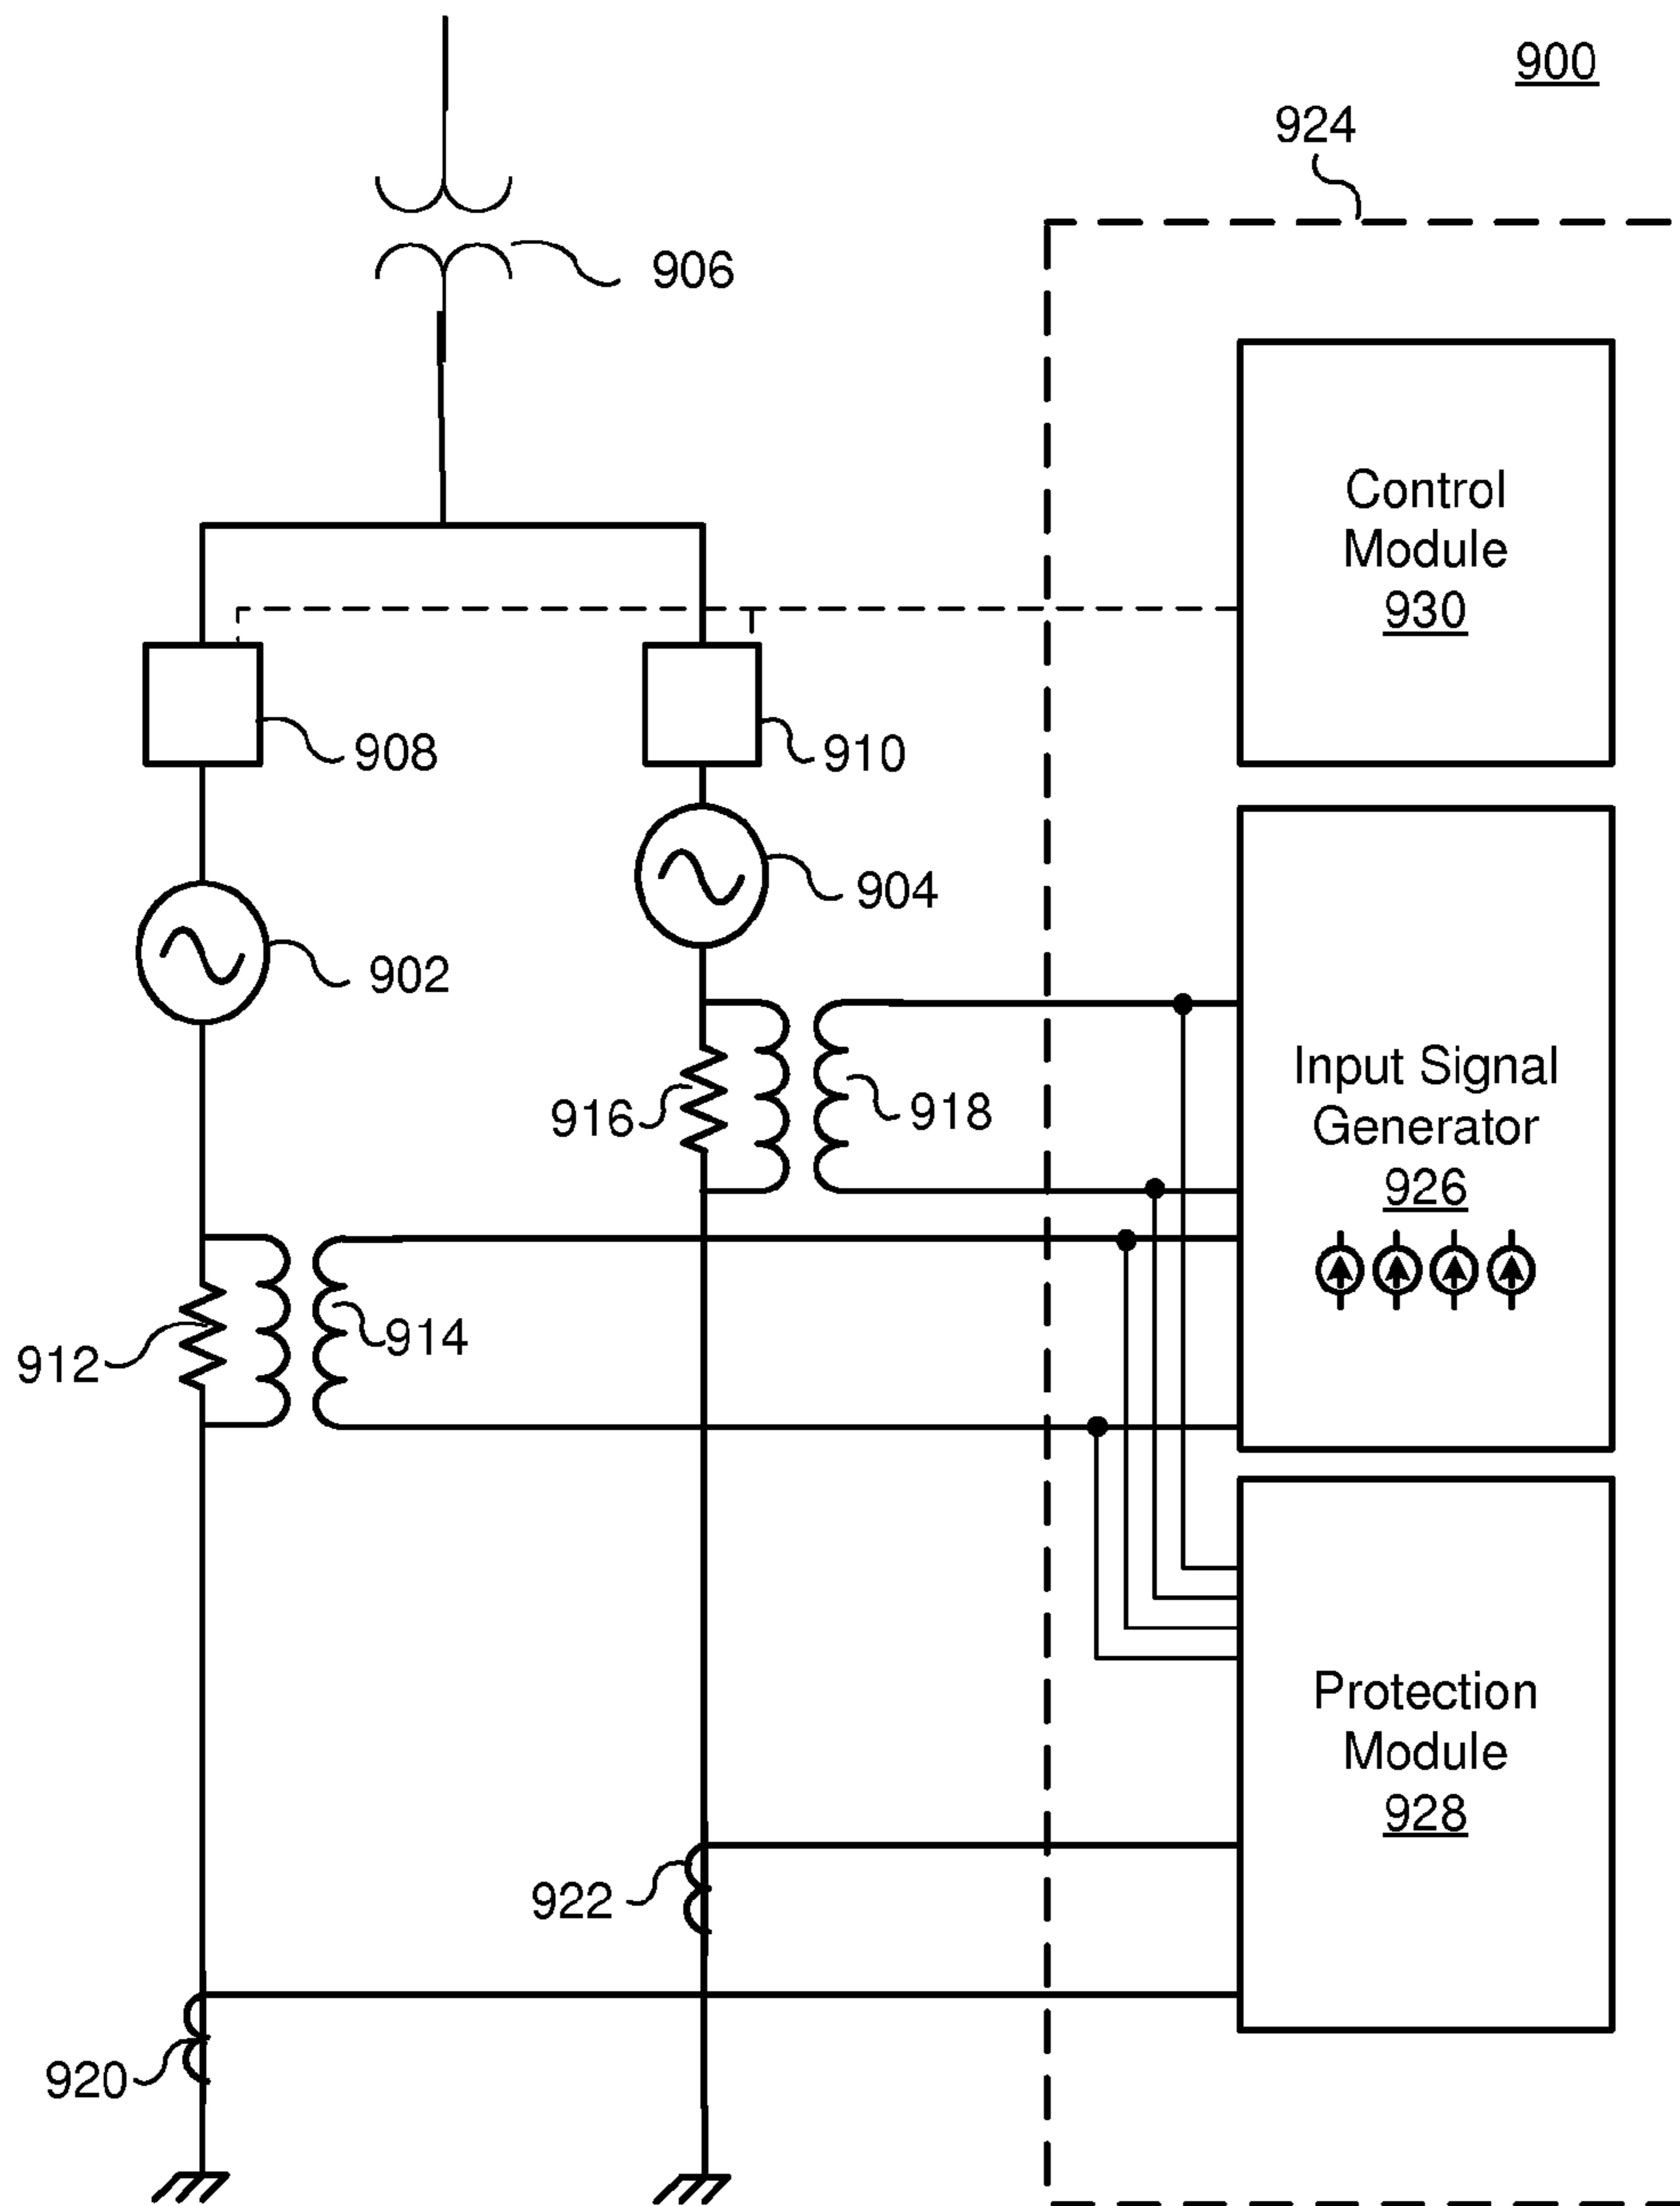 900
924
906
Control
Module
930
908
910
904
902
Input Signal
Generator
926
916
918
914
912
Protection
Module
928
922
920